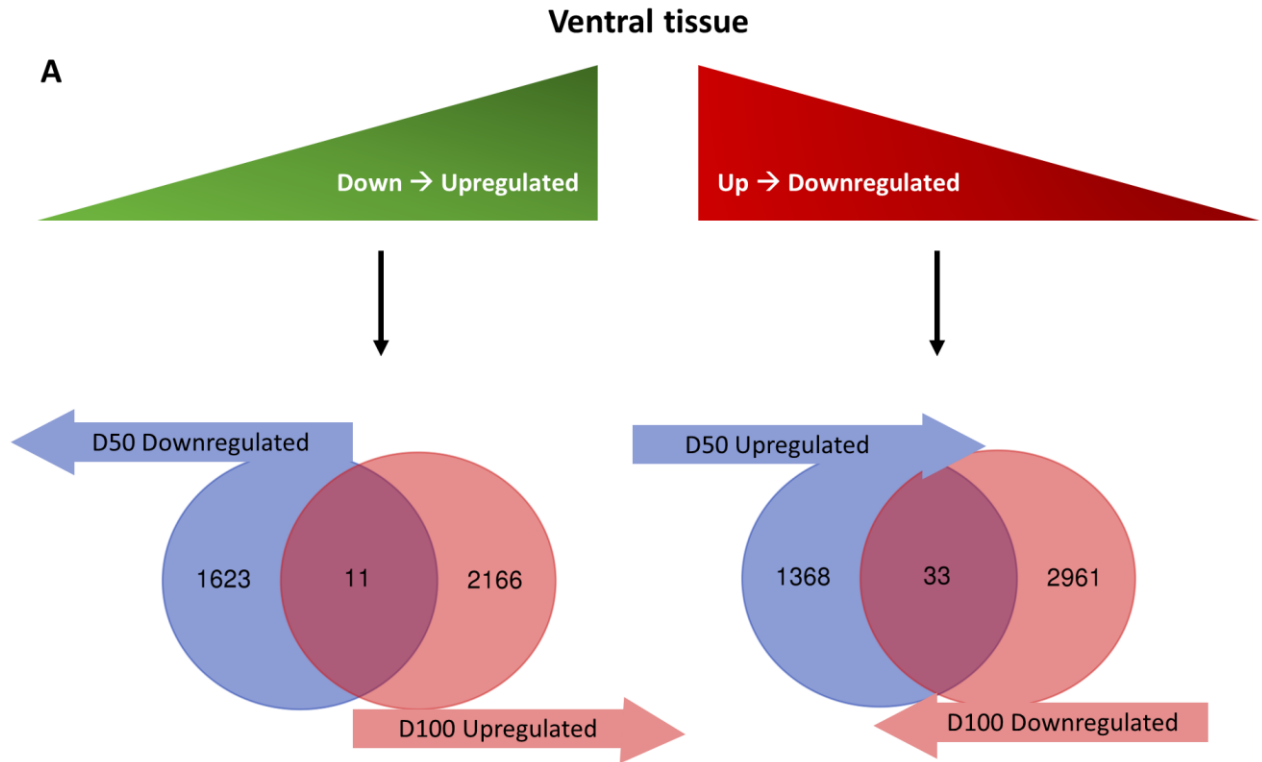 Ventral tissue
A
Down → Upregulated
Up → Downregulated
D50 Downregulated
D50 Upregulated
1623
11
2166
1368
33
2961
D100 Upregulated
D100 Downregulated